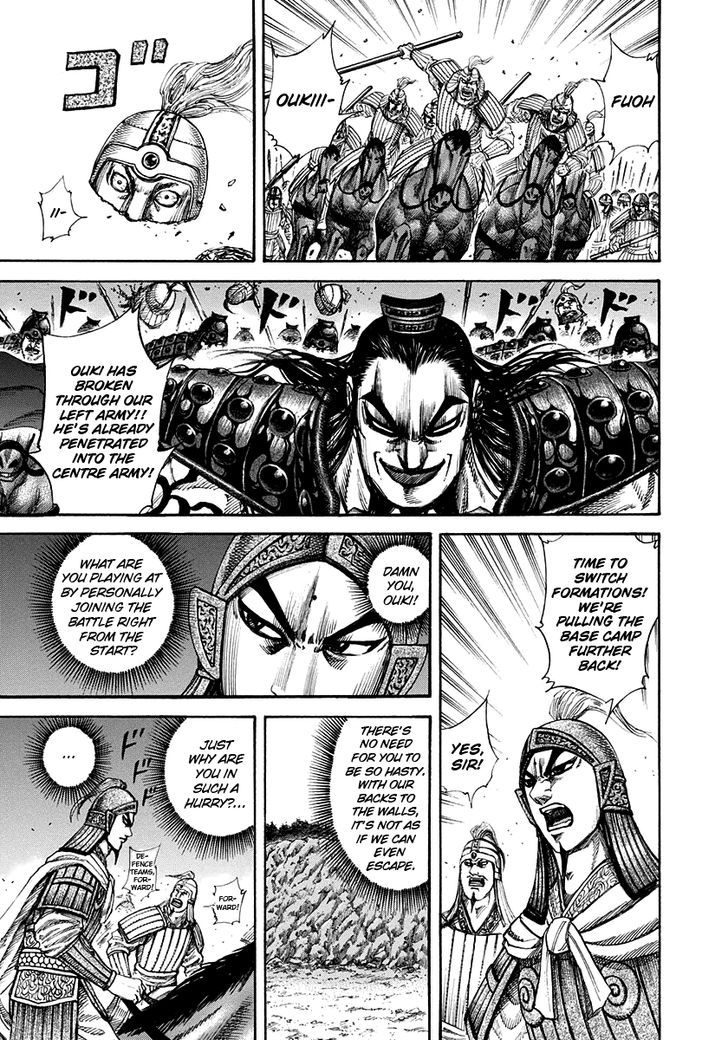 FUOH
OUKIII-
ゴ
II-
ドド
ドド
OUKI HAS
BROKEN
THROUGH OUR
LEFT ARMY!!
HE'S ALREADY
PENETRATED
INTO THE
CENTRE ARMY!
TIME TO
SWITCH
FORMATIONS!
WE'RE
PULLING THE
BASE CAMP
FURTHER
BACK!
YES,
SIR!
DAMN
YOU,
OUKI!
WHAT ARE
YOU PLAYING AT
BY PERSONALLY
JOINING THE
BATTLE RIGHT
FROM THE
START?
THERE'S
NO NEED
FOR YOU TO
BE SO HASTY.
WITH OUR
BACKS TO
THE WALLS,
IT'S NOT AS
IF WE CAN
EVEN
ESCAPE.
JUST
WHY ARE
YOU IN
SUCH A
HURRY?...
...
ドド
FOR-
WARD!
DE-
FENCE
TEAMS,
FOR-
WARD!